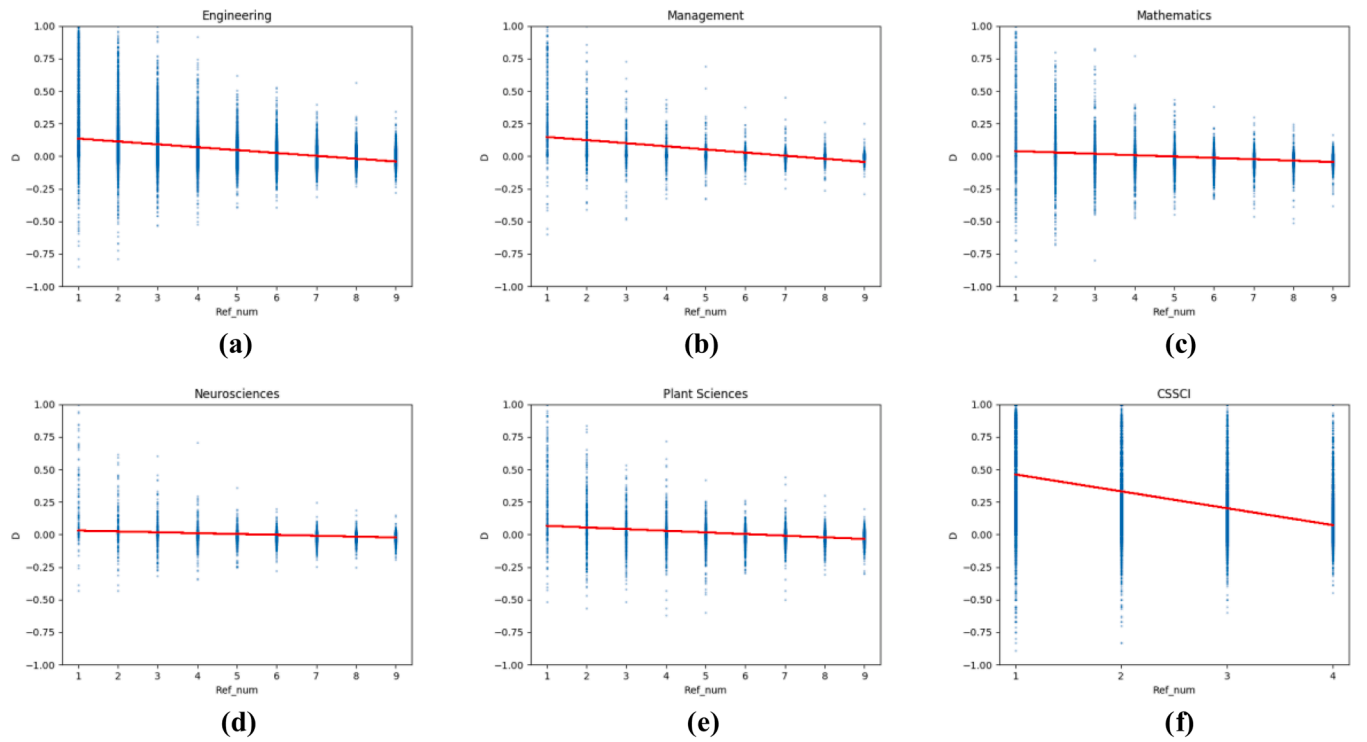 Engineering
1.00
0.75
0.50
0.25
0.00
−0.25
−0.50
−0.75
−1.00
D
1 2 3 4 5 6 7 8 9
Ref_num
(a)
Management
1.00
0.75
0.50
0.25
0.00
−0.25
−0.50
−0.75
−1.00
D
1 2 3 4 5 6 7 8 9
Ref_num
(b)
Mathematics
1.00
0.75
0.50
0.25
0.00
−0.25
−0.50
−0.75
−1.00
D
1 2 3 4 5 6 7 8 9
Ref_num
(c)
Neurosciences
1.00
0.75
0.50
0.25
0.00
−0.25
−0.50
−0.75
−1.00
D
1 2 3 4 5 6 7 8 9
Ref_num
(d)
Plant Sciences
1.00
0.75
0.50
0.25
0.00
−0.25
−0.50
−0.75
−1.00
D
1 2 3 4 5 6 7 8 9
Ref_num
(e)
CSSCI
1.00
0.75
0.50
0.25
0.00
−0.25
−0.50
−0.75
−1.00
D
1 2 3 4
Ref_num
(f)